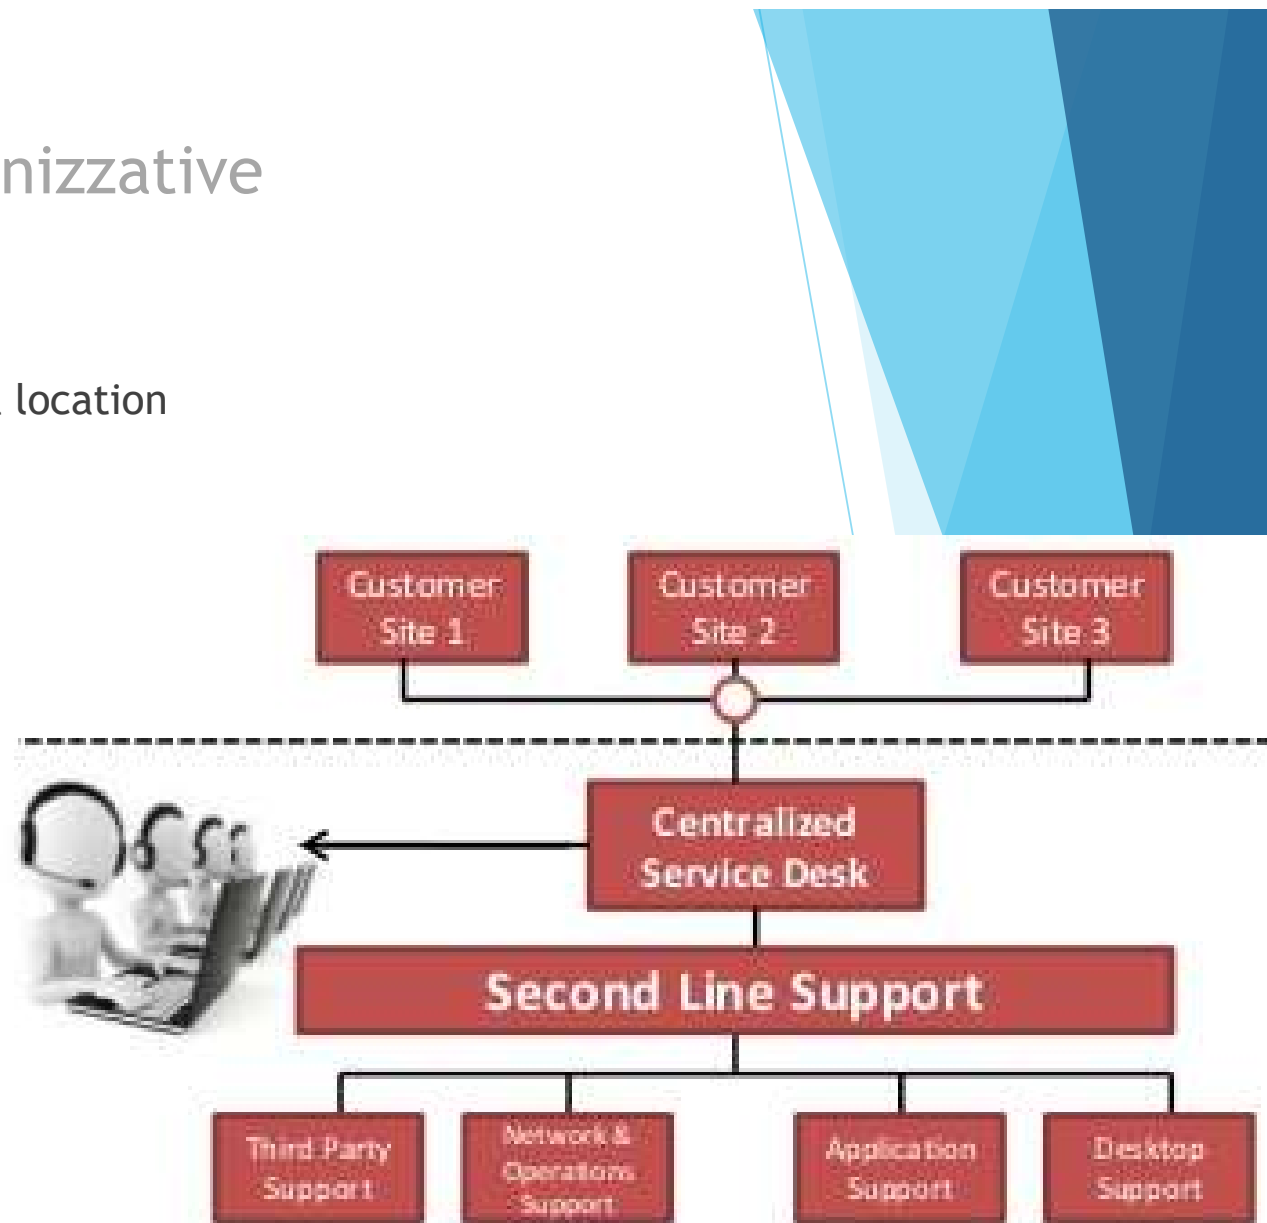 nizzative
location
Customer
Site 1
Customer
Site 2
Customer
Site 3
Centralized
Service Desk
Second Line Support
Third Party
Support
Network &
Operations
Support
Application
Support
Desktop
Support